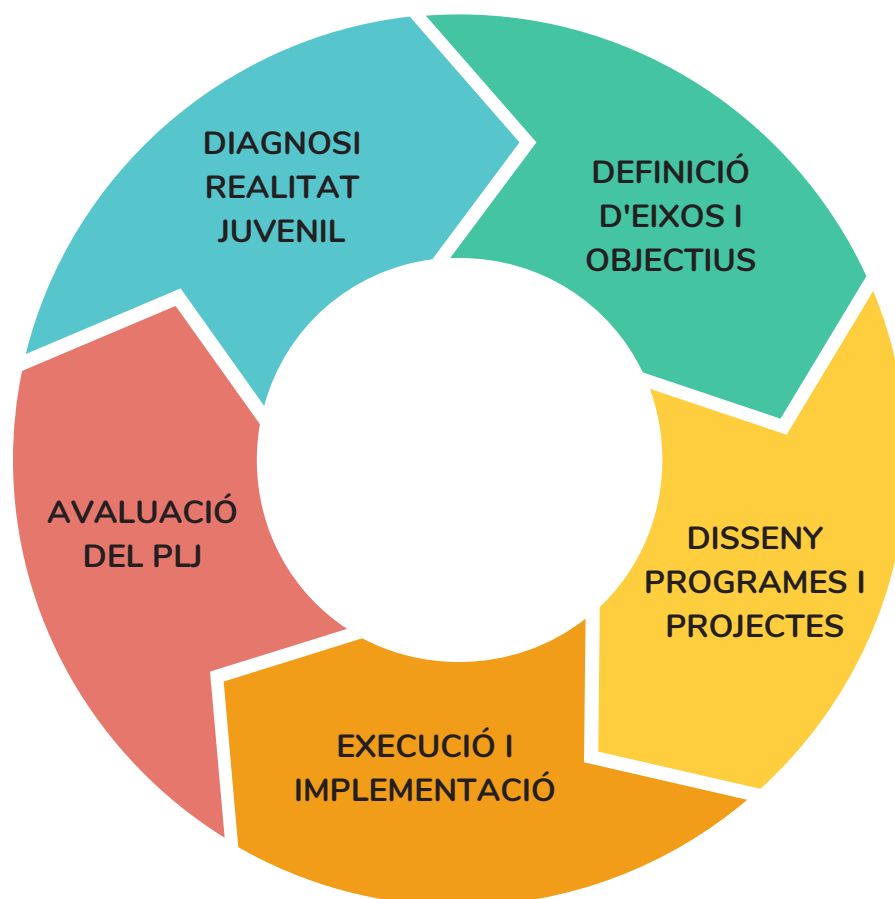 DIAGNOSI
REALITAT
JUVENIL
DEFINICIÓ
D'EIXOS I
OBJECTIUS
DISSENY
PROGRAMES I
PROJECTES
EXECUCIÓ I
IMPLEMENTACIÓ
AVALUACIÓ
DEL PLJ